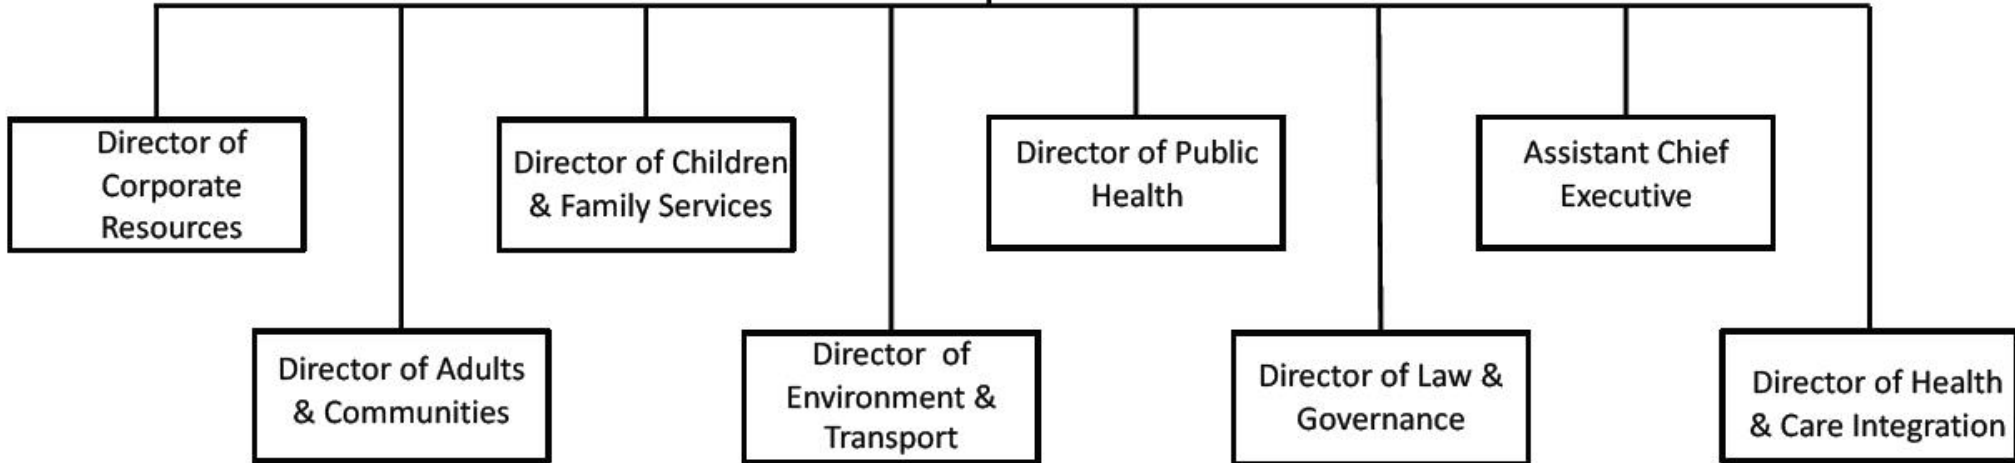 Director of
Corporate
Resources
Director of Children
& Family Services
Director of Public
Health
Assistant Chief
Executive
Director of Adults
& Communities
Director of
Environment &
Transport
Director of Law &
Governance
Director of Health
& Care Integration